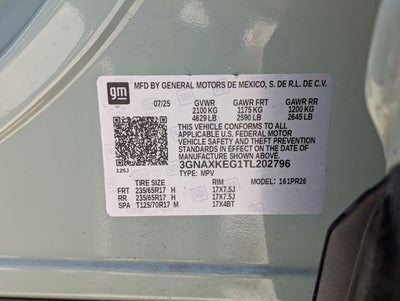 gm
MFD BY GENERAL MOTORS DE MEXICO, S. DE R.L. DE C.V.
07/25 GVWR GAWR FRT GAWR RR
2100 KG 1175 KG 1200 KG
4629 LB 2590 LB 2645 LB
THIS VEHICLE CONFORMS TO ALL
APPLICABLE U.S. FEDERAL MOTOR
VEHICLE SAFETY AND THEFT PREVENTION
STANDARDS IN EFFECT ON THE DATE
OF MANUFACTURE SHOWN ABOVE.
3GNAXKEG1TL202796
125J TYPE: MPV
TIRE SIZE RIM MODEL: 161PR26
FRT 235/65R17 H 17X7.5J
RR 235/65R17 H 17X7.5J
SPA T125/70R17 M 17X4BT